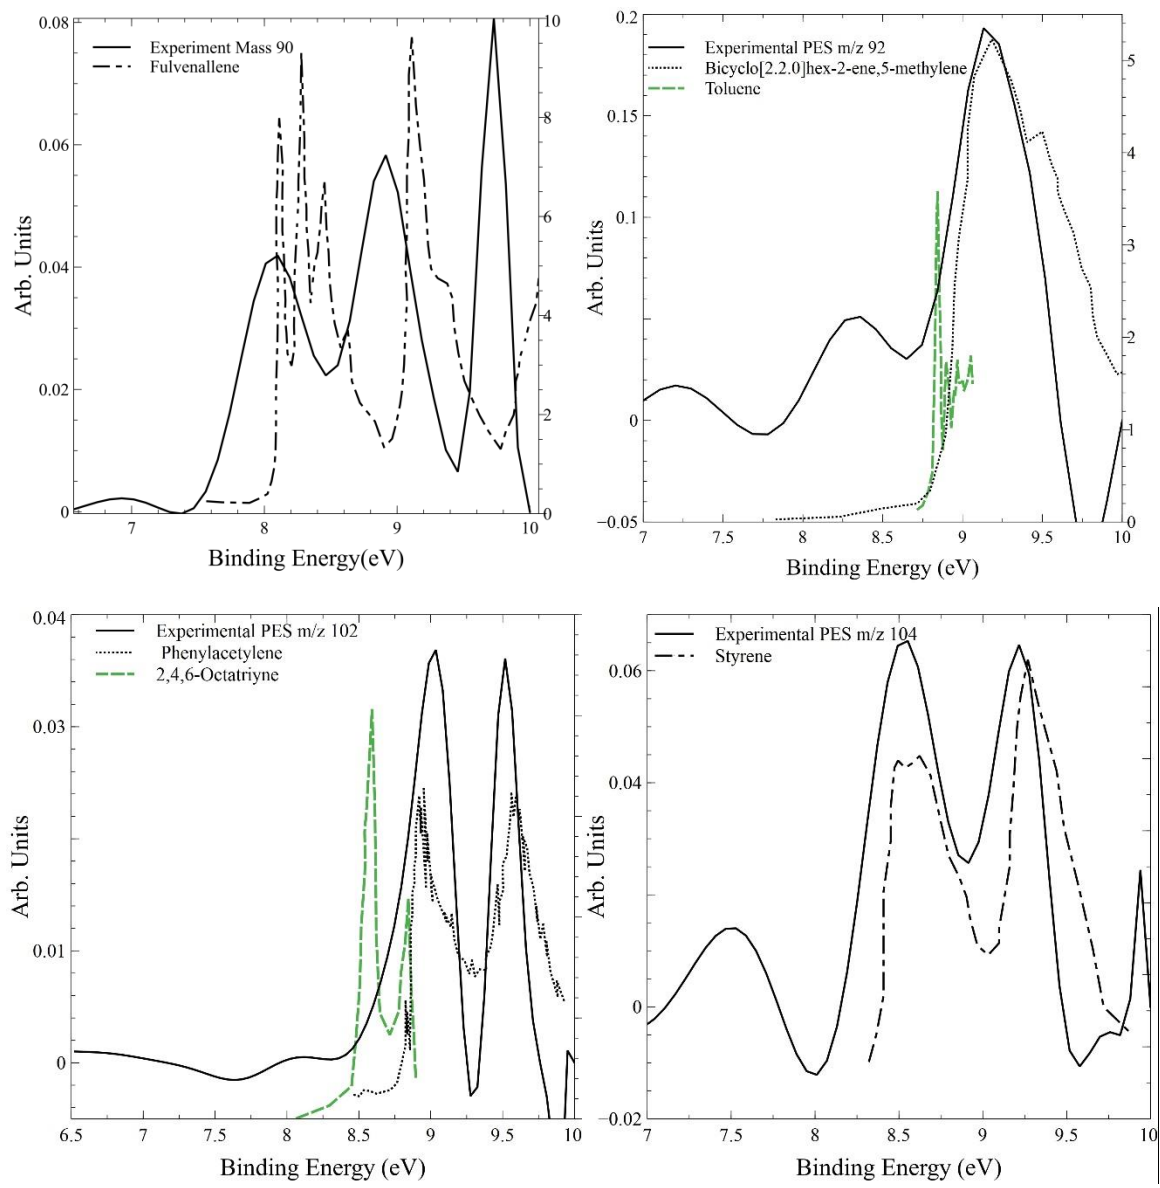 0.08
0.06
0.04
0.02
0
10
8
6
4
2
0
Experiment Mass 90
Fulvenallene
Arb. Units
7 8 9 10
Binding Energy(eV)
0.2
0.15
0.1
0
−0.05
5
4
3
2
1
0
Experimental PES m/z 92
Bicyclo[2.2.0]hex-2-ene,5-methylene
Toluene
Arb. Units
7 7.5 8 8.5 9 9.5 10
Binding Energy (eV)
0.04
0.03
0.01
0
Experimental PES m/z 102
Phenylacetylene
2,4,6-Octatriyne
Arb. Units
6.5 7 7.5 8 8.5 9 9.5 10
Binding Energy (eV)
0.06
0.04
0
−0.02
Experimental PES m/z 104
Styrene
Arb. Units
7 7.5 8 8.5 9 9.5 10
Binding Energy (eV)